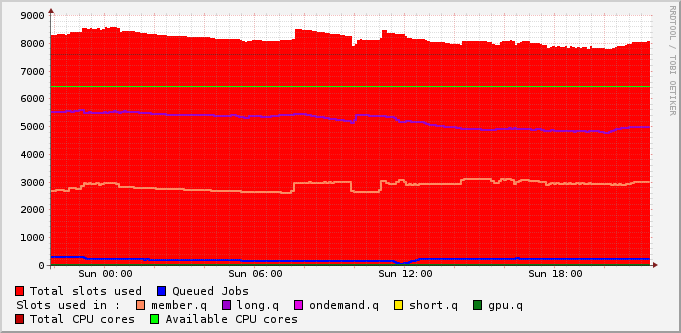 9000
8000
7000
6000
5000
4000
3000
2000
1000
0
Sun 00:00 Sun 06:00 Sun 12:00 Sun 18:00
Total slots used Queued Jobs
Slots used in : member.q long.q ondemand.q short.q gpu.q
Total CPU cores Available CPU cores
RRDTOOL / TOBI OETIKER